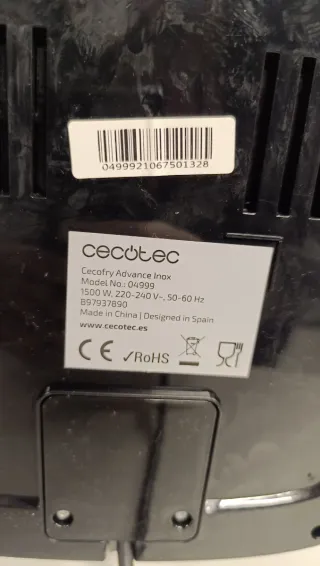 0499921067501328
cecotec
Cecofry Advance Inox
Model No.: 04999
1500 W, 220-240 V~, 50-60 Hz
B97937890
Made in China | Designed in Spain
www.cecotec.es
CE ✓RoHS